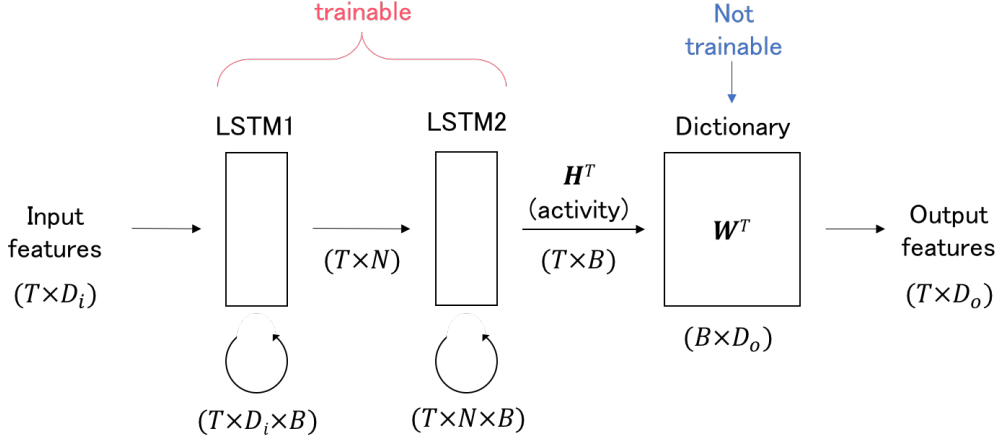 trainable
Not
trainable
LSTM1
LSTM2
Dictionary
Input
features
(T×D_i)
(T×N)
H^T
(activity)
(T×B)
W^T
Output
features
(T×D_o)
(B×D_o)
(T×D_i×B)
(T×N×B)